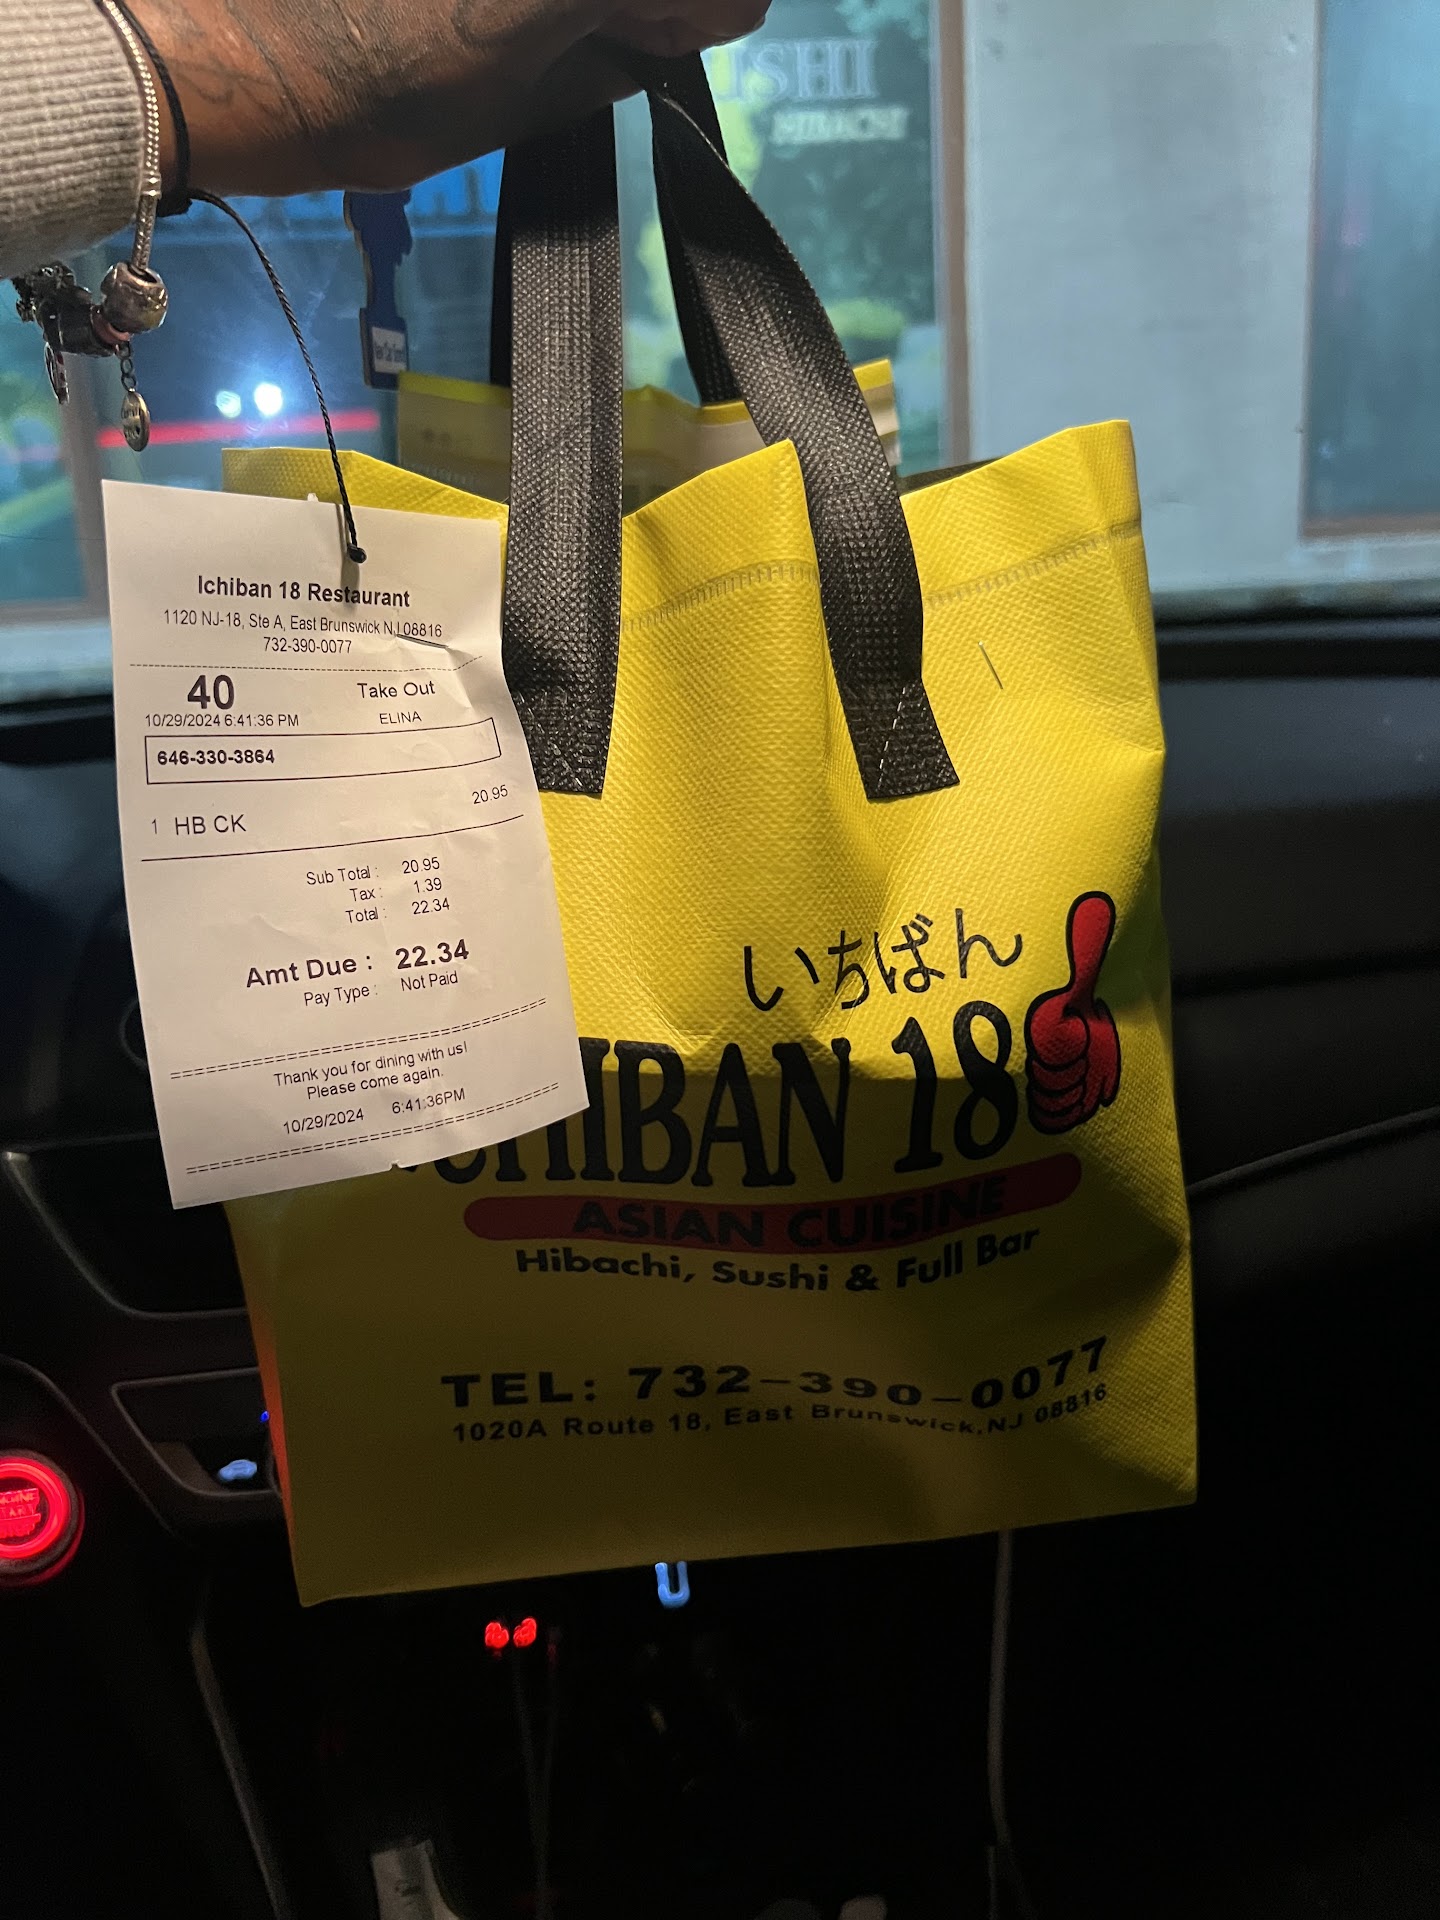 USHI
HIBACHI
Ichiban 18 Restaurant
1120 NJ-18, Ste A, East Brunswick NJ 08816
732-390-0077
40 Take Out
10/29/2024 6:41:36 PM ELINA
646-330-3864
20.95
1 HB CK
Sub Total : 20.95
Tax : 1.39
Total : 22.34
Amt Due : 22.34
Pay Type : Not Paid
Thank you for dining with us!
Please come again.
10/29/2024 6:41:36PM
いちばん
ICHIBAN 18
ASIAN CUISINE
Hibachi, Sushi & Full Bar
TEL: 732-390-0077
1020A Route 18, East Brunswick,NJ 08816